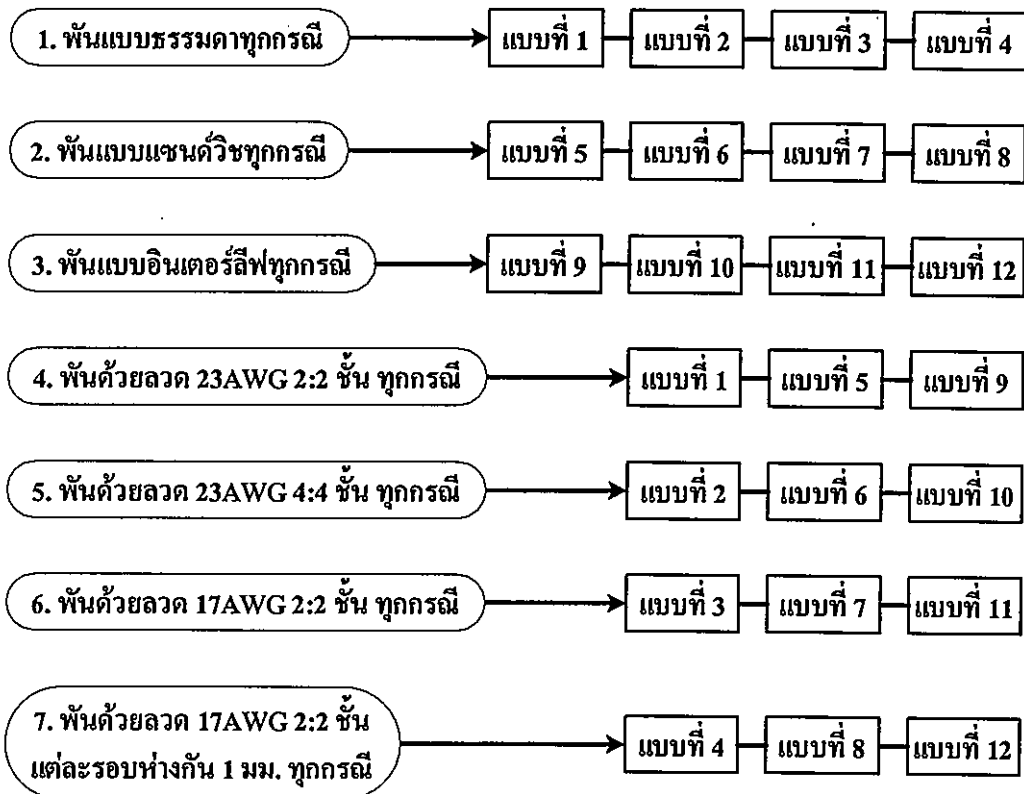 1. พันแบบธรรมดาทุกกรณี แบบที่ 1 แบบที่ 2 แบบที่ 3 แบบที่ 4
2. พันแบบแซนด์วิชทุกกรณี แบบที่ 5 แบบที่ 6 แบบที่ 7 แบบที่ 8
3. พันแบบอินเตอร์ลีฟทุกกรณี แบบที่ 9 แบบที่ 10 แบบที่ 11 แบบที่ 12
4. พันด้วยลวด 23AWG 2:2 ชั้น ทุกกรณี แบบที่ 1 แบบที่ 5 แบบที่ 9
5. พันด้วยลวด 23AWG 4:4 ชั้น ทุกกรณี แบบที่ 2 แบบที่ 6 แบบที่ 10
6. พันด้วยลวด 17AWG 2:2 ชั้น ทุกกรณี แบบที่ 3 แบบที่ 7 แบบที่ 11
7. พันด้วยลวด 17AWG 2:2 ชั้น
แต่ละรอบห่างกัน 1 มม. ทุกกรณี แบบที่ 4 แบบที่ 8 แบบที่ 12